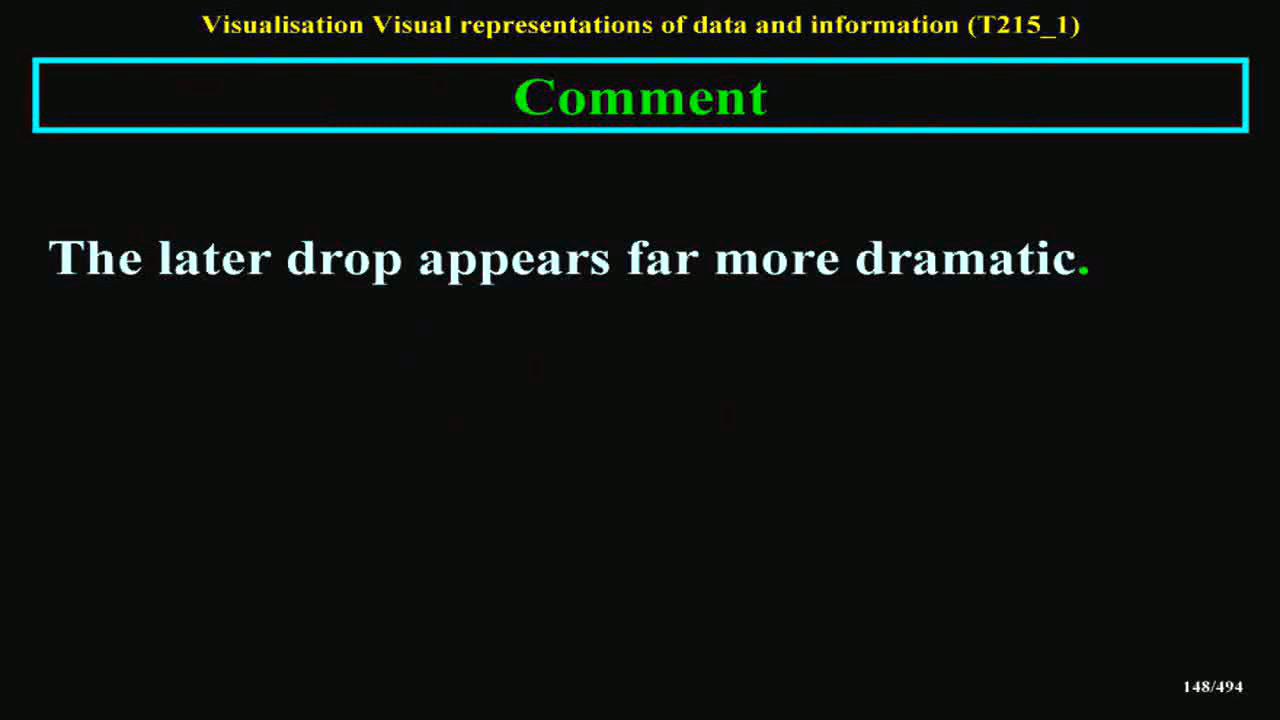 Visualisation Visual representations of data and information (T215_1)
Comment
The later drop appears far more dramatic.
148/494